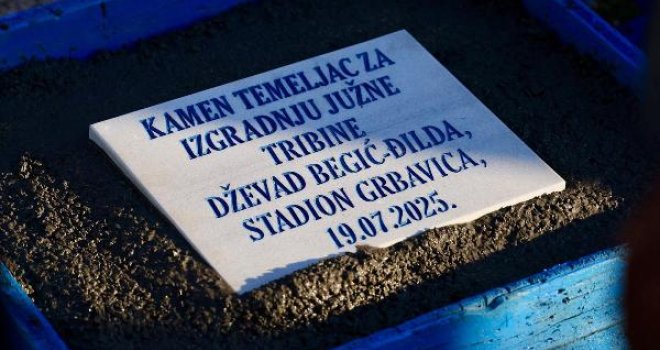 KAMEN TEMELJAC ZA
IZGRADNJU JUŽNE
TRIBINE
DŽEVAD BEGIĆ-ĐILDA,
STADION GRBAVICA,
19.07.2025.